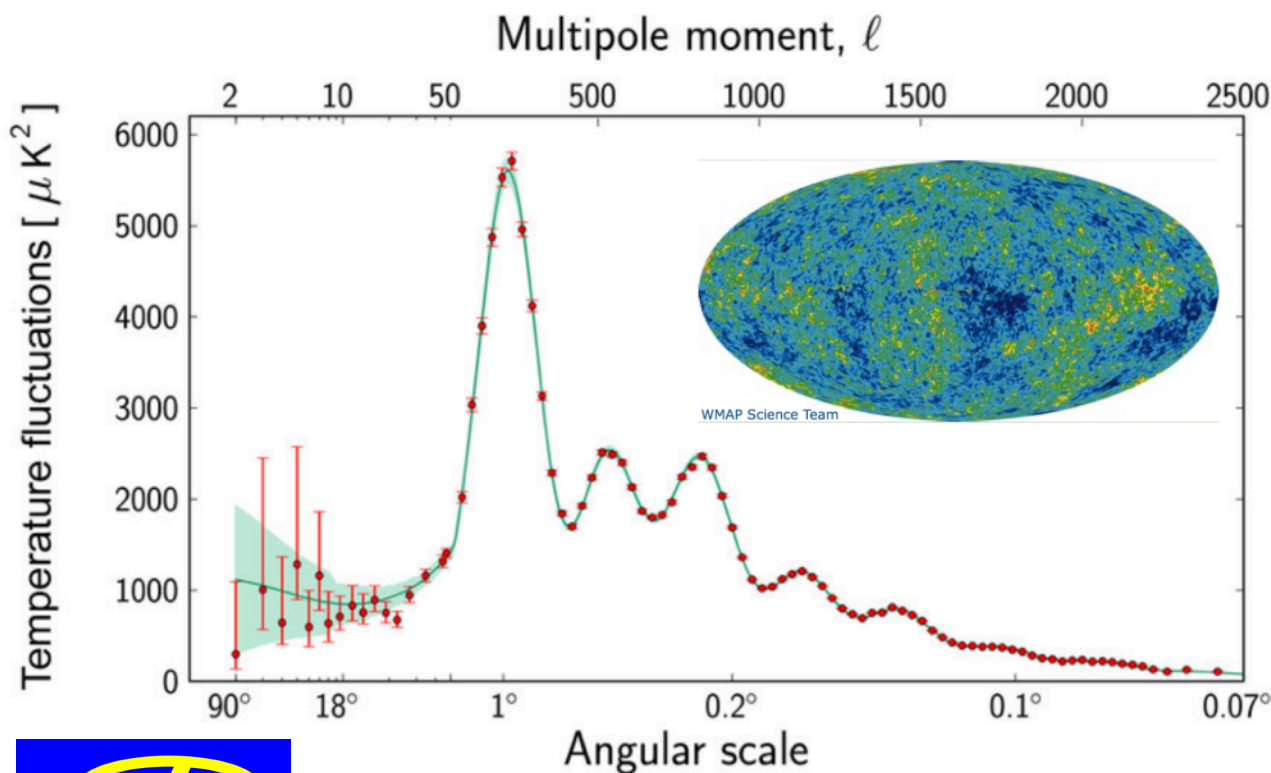 Multipole moment, ℓ
2 10 50 500 1000 1500 2000 2500
Temperature fluctuations [ μ K² ]
6000
5000
4000
3000
2000
1000
0
WMAP Science Team
90° 18° 1° 0.2° 0.1° 0.07°
Angular scale